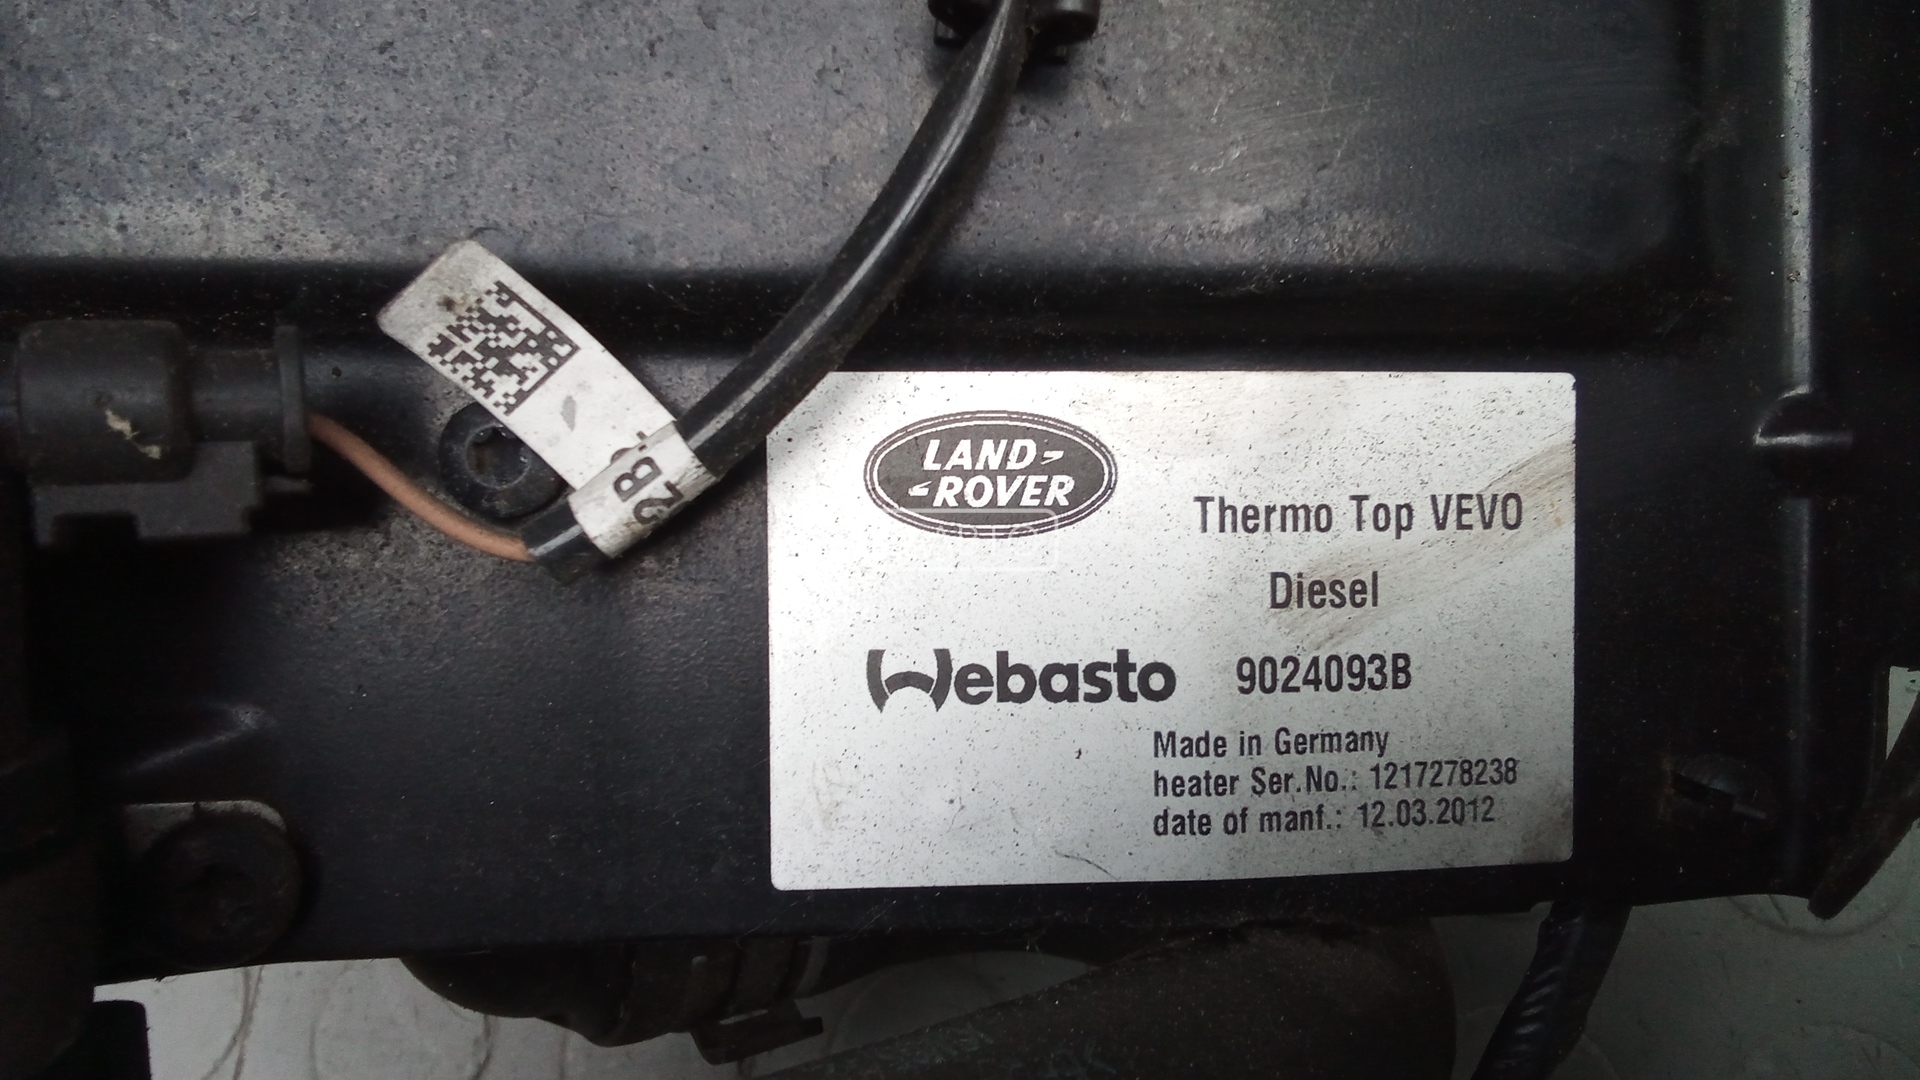 2B
LAND-
-ROVER
Thermo Top VEVO
Diesel
Webasto 9024093B
Made in Germany
heater Ser.No.: 1217278238
date of manf.: 12.03.2012